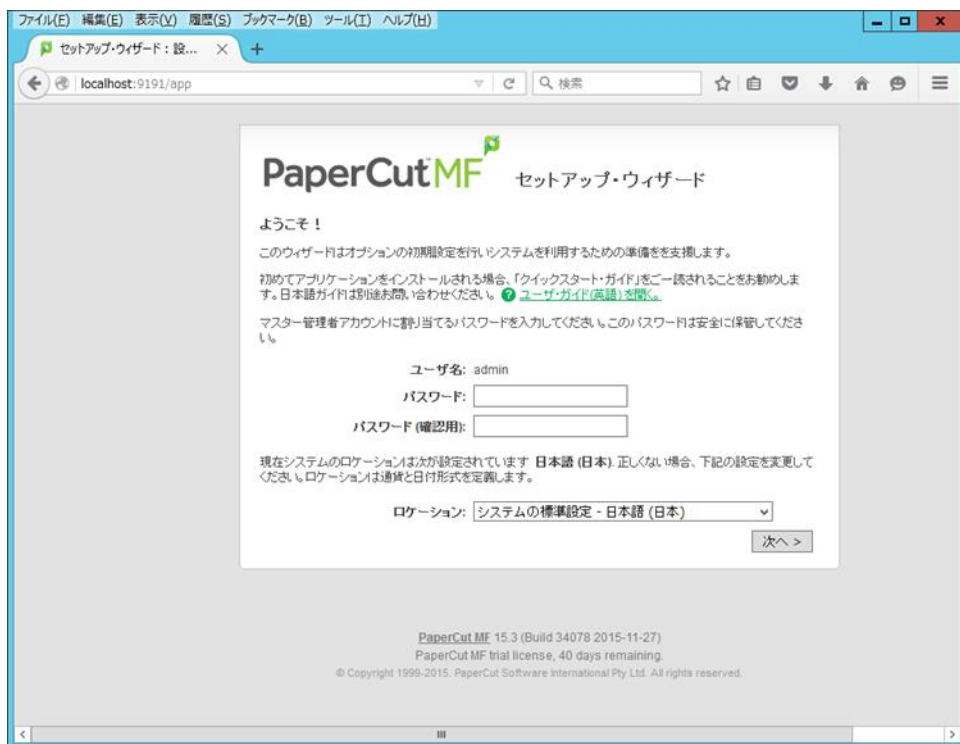 ファイル(F) 編集(E) 表示(V) 履歴(S) ブックマーク(B) ツール(T) ヘルプ(H)
セットアップ・ウィザード：設...
localhost:9191/app
検索
PaperCut MF
セットアップ・ウィザード
ようこそ！
このウィザードはオプションの初期設定を行いシステムを利用するための準備をを支援します。
初めてアプリケーションをインストールされる場合、「クイックスタート・ガイド」をご一読されることをお勧めしま
す。日本語ガイドは別途お問い合わせください。 ? ユーザ・ガイド(英語)を開く。
マスター管理者アカウントに割り当てるパスワードを入力してください。このパスワードは安全に保管してくださ
い。
ユーザ名: admin
パスワード:
パスワード (確認用):
現在システムのロケーションは次が設定されています 日本語 (日本). 正しくない場合、下記の設定を変更して
ください。ロケーションは通貨と日付形式を定義します。
ロケーション: システムの標準設定 - 日本語 (日本)
次へ >
PaperCut MF 15.3 (Build 34078 2015-11-27)
PaperCut MF trial license, 40 days remaining.
© Copyright 1999-2015. PaperCut Software International Pty Ltd. All rights reserved.